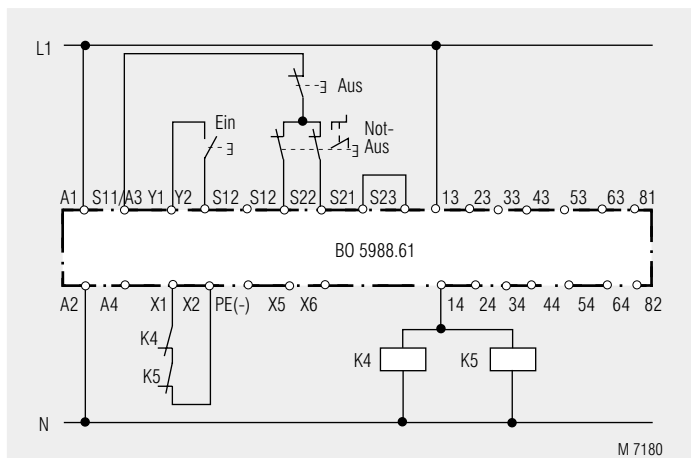 L1
Aus
Ein
Not-
Aus
A1 S11/A3 Y1 Y2 S12 S12 S22 S21 S23 13 23 33 43 53 63 81
BO 5988.61
A2 A4 X1 X2 PE(-) X5 X6 14 24 34 44 54 64 82
K4
K5
K4 K5
N
M 7180